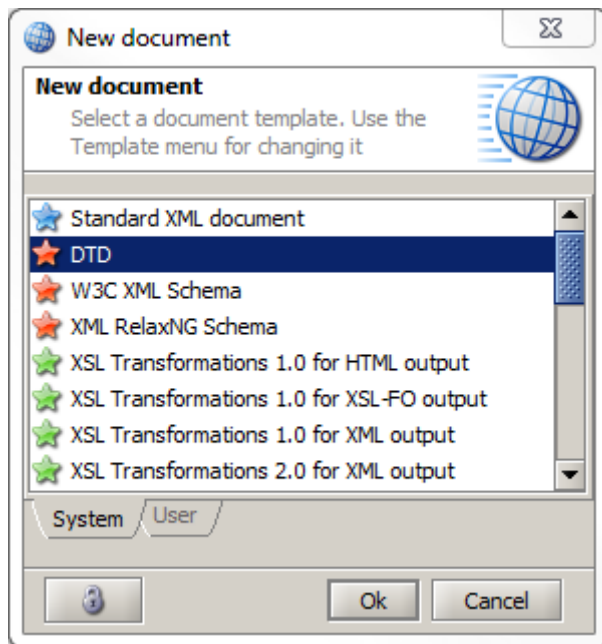 New document
New document
Select a document template. Use the
Template menu for changing it
Standard XML document
DTD
W3C XML Schema
XML RelaxNG Schema
XSL Transformations 1.0 for HTML output
XSL Transformations 1.0 for XSL-FO output
XSL Transformations 1.0 for XML output
XSL Transformations 2.0 for XML output
System User
Ok Cancel